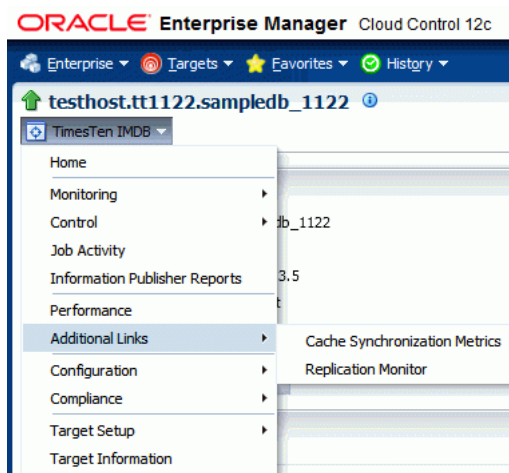 ORACLE Enterprise Manager Cloud Control 12c
Enterprise Targets Favorites History
testhost.tt1122.sampledb_1122
TimesTen IMDB
Home
Monitoring
Control
db_1122
Job Activity
Information Publisher Reports
3.5
Performance
t
Additional Links
Cache Synchronization Metrics
Configuration
Replication Monitor
Compliance
Target Setup
Target Information